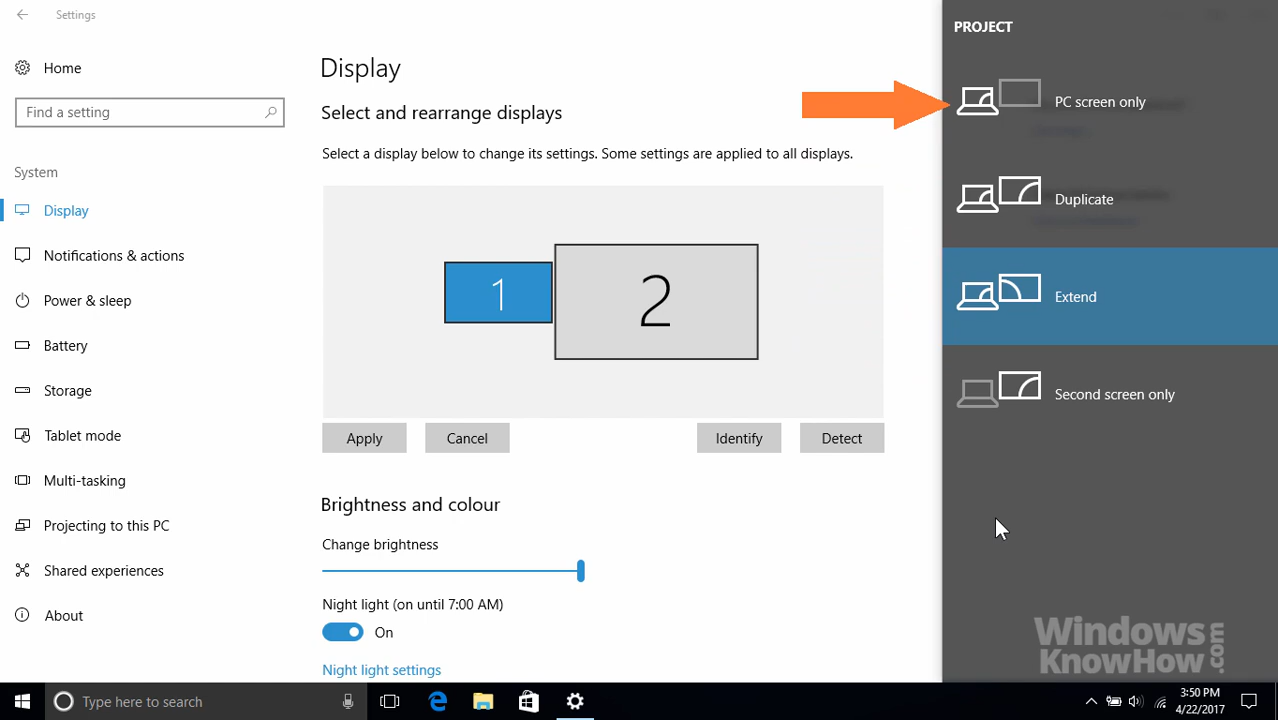 Settings
Home
Find a setting
System
Display
Notifications & actions
Power & sleep
Battery
Storage
Tablet mode
Multi-tasking
Projecting to this PC
Shared experiences
About
Display
Select and rearrange displays
Select a display below to change its settings. Some settings are applied to all displays.
1 2
Apply Cancel Identify Detect
Brightness and colour
Change brightness
Night light (on until 7:00 AM)
On
Night light settings
PROJECT
PC screen only
Duplicate
Extend
Second screen only
Windows
KnowHow.com
Type here to search
3:50 PM
4/22/2017